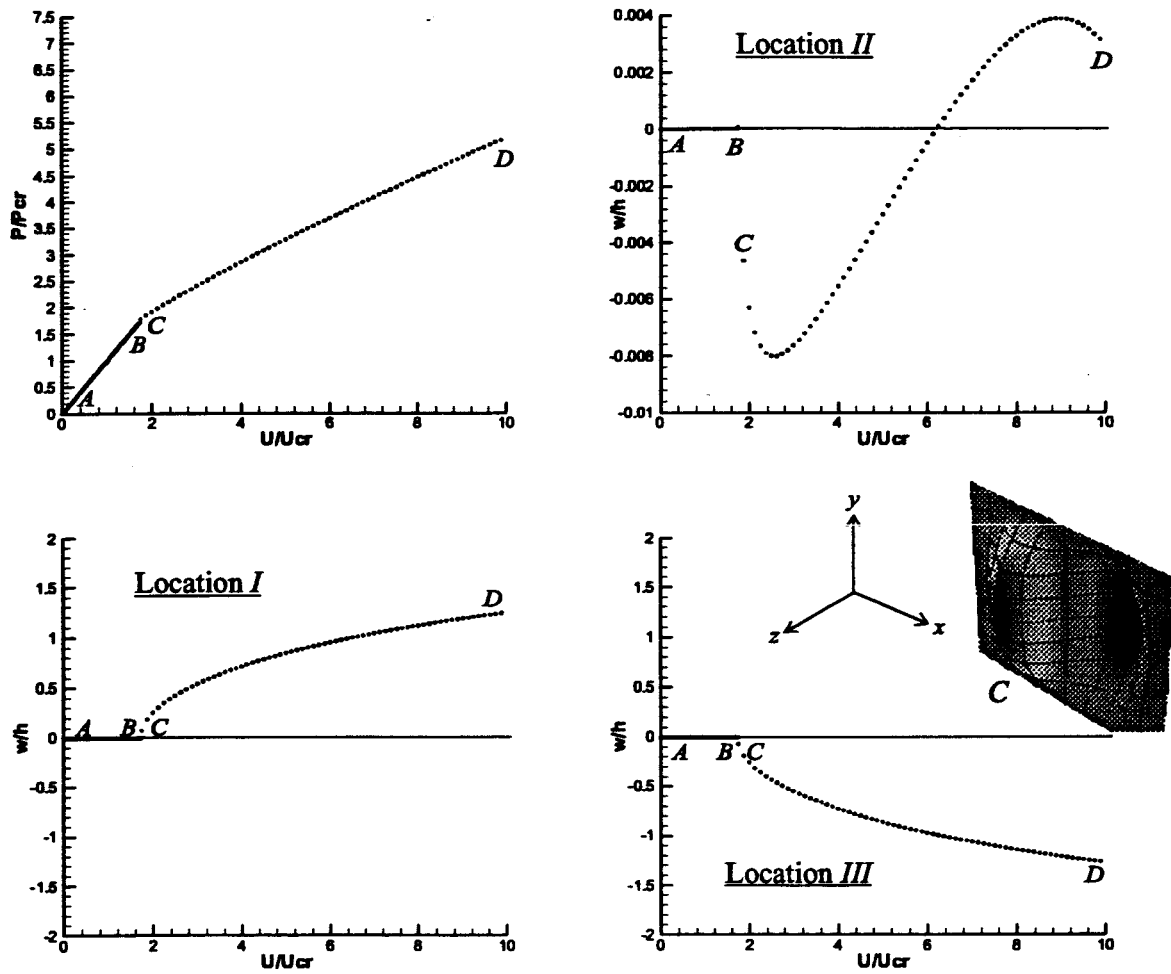 7.5
7
6.5
6
5.5
5
4.5
4
3.5
3
2.5
2
1.5
1
0.5
0
P/Pcr
A
B
C
D
0 2 4 6 8 10
U/Ucr
0.004
0.002
0
-0.002
-0.004
-0.006
-0.008
-0.01
w/h
Location II
A
B
C
D
0 2 4 6 8 10
U/Ucr
2
1.5
1
0.5
0
-0.5
-1
-1.5
-2
w/h
Location I
A B C
D
0 2 4 6 8 10
U/Ucr
2
1.5
1
0.5
0
-0.5
-1
-1.5
-2
w/h
y
z
x
C
A B C
D
Location III
0 2 4 6 8 10
U/Ucr